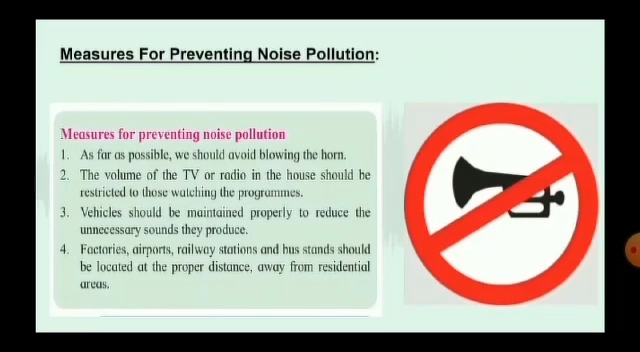 Measures For Preventing Noise Pollution:
Measures for preventing noise pollution
1. As far as possible, we should avoid blowing the horn.
2. The volume of the TV or radio in the house should be
restricted to those watching the programmes.
3. Vehicles should be maintained properly to reduce the
unnecessary sounds they produce.
4. Factories, airports, railway stations and bus stands should
be located at the proper distance, away from residential
areas.